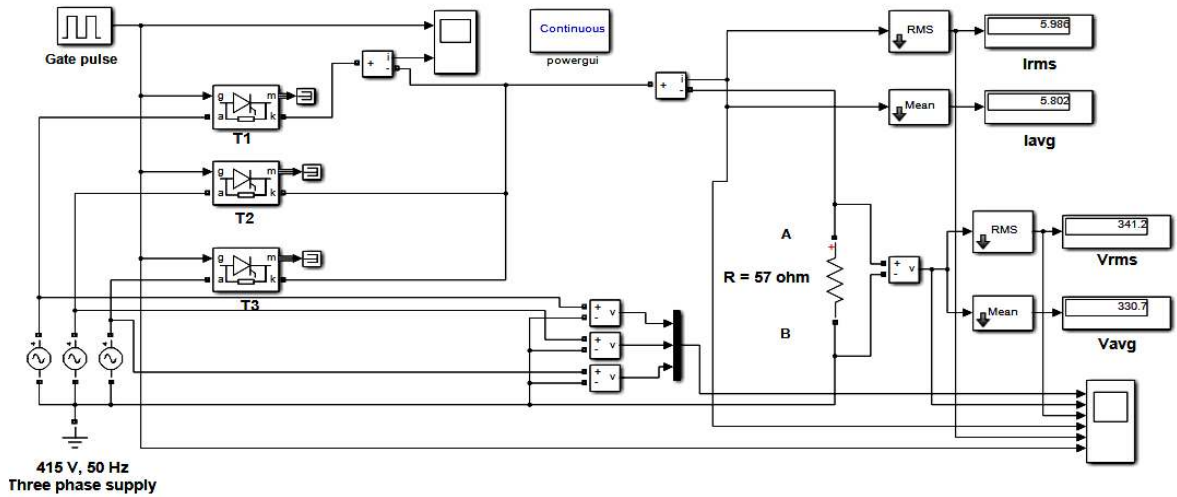 Gate pulse
i
+
-
Continuous
powergui
i
+
-
RMS
5.986
Irms
Mean
5.802
Iavg
g
m
a
k
T1
g
m
a
k
T2
g
m
a
k
T3
A
+
R = 57 ohm
B
+
-
v
RMS
341.2
Vrms
Mean
330.7
Vavg
+
-
v
+
-
v
+
-
v
415 V, 50 Hz
Three phase supply